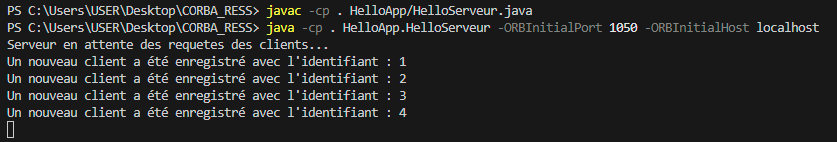 PS C:\Users\USER\Desktop\CORBA_RESS> javac -cp . HelloApp/HelloServeur.java
PS C:\Users\USER\Desktop\CORBA_RESS> java -cp . HelloApp.HelloServeur -ORBInitialPort 1050 -ORBInitialHost localhost
Serveur en attente des requetes des clients...
Un nouveau client a été enregistré avec l'identifiant : 1
Un nouveau client a été enregistré avec l'identifiant : 2
Un nouveau client a été enregistré avec l'identifiant : 3
Un nouveau client a été enregistré avec l'identifiant : 4